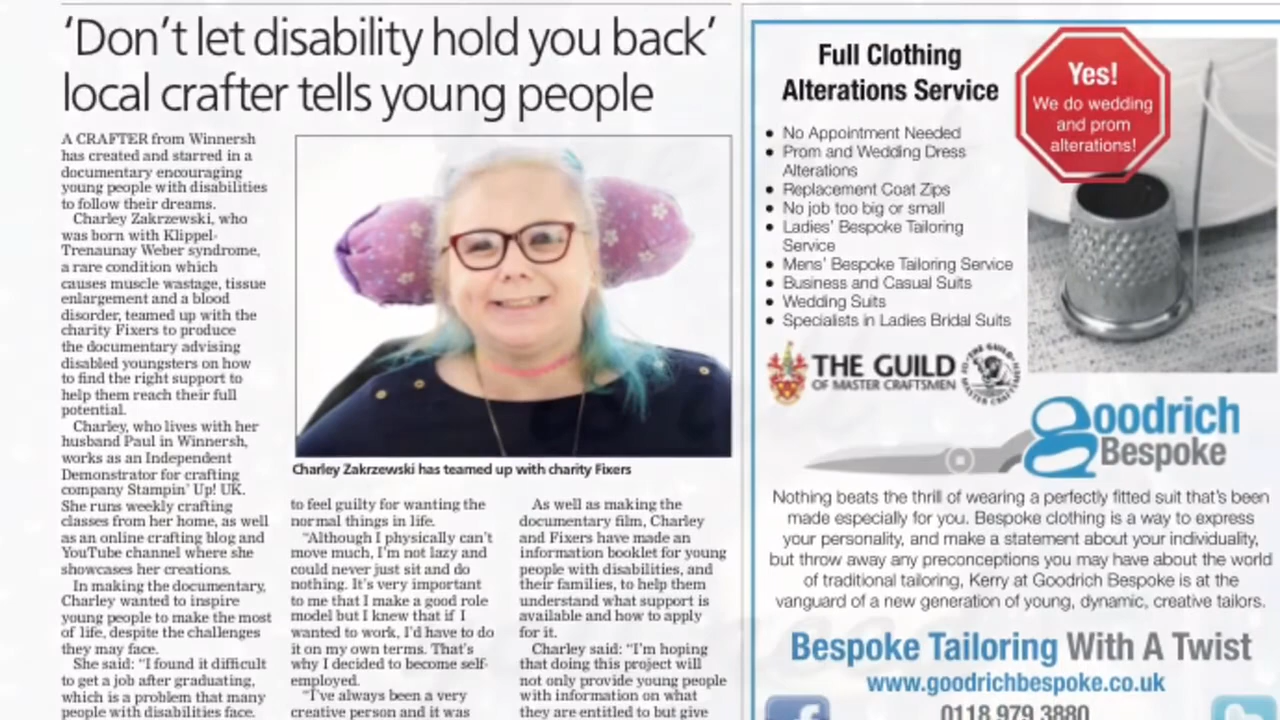 ‘Don’t let disability hold you back’
local crafter tells young people
A CRAFTER from Winnersh
has created and starred in a
documentary encouraging
young people with disabilities
to follow their dreams.
Charley Zakrzewski, who
was born with Klippel-
Trenaunay Weber syndrome,
a rare condition which
causes muscle wastage, tissue
enlargement and a blood
disorder, teamed up with the
charity Fixers to produce
the documentary advising
disabled youngsters on how
to find the right support to
help them reach their full
potential.
Charley, who lives with her
husband Paul in Winnersh,
works as an Independent
Demonstrator for crafting
company Stampin’ Up! UK.
She runs weekly crafting
classes from her home, as well
as an online crafting blog and
YouTube channel where she
showcases her creations.
In making the documentary,
Charley wanted to inspire
young people to make the most
of life, despite the challenges
they may face.
She said: “I found it difficult
to get a job after graduating,
which is a problem that many
people with disabilities face.
Charley Zakrzewski has teamed up with charity Fixers
to feel guilty for wanting the
normal things in life.
“Although I physically can’t
move much, I’m not lazy and
could never just sit and do
nothing. It’s very important
to me that I make a good role
model but I knew that if I
wanted to work, I’d have to do
it on my own terms. That’s
why I decided to become self-
employed.
“I’ve always been a very
creative person and it was
As well as making the
documentary film, Charley
and Fixers have made an
information booklet for young
people with disabilities, and
their families, to help them
understand what support is
available and how to apply
for it.
Charley said: “I’m hoping
that doing this project will
not only provide young people
with information on what
they are entitled to but give
Full Clothing
Alterations Service
Yes!
We do wedding
and prom
alterations!
• No Appointment Needed
• Prom and Wedding Dress
Alterations
• Replacement Coat Zips
• No job too big or small
• Ladies’ Bespoke Tailoring
Service
• Mens’ Bespoke Tailoring Service
• Business and Casual Suits
• Wedding Suits
• Specialists in Ladies Bridal Suits
THE GUILD
OF MASTER CRAFTSMEN
Goodrich
Bespoke
Nothing beats the thrill of wearing a perfectly fitted suit that’s been
made especially for you. Bespoke clothing is a way to express
your personality, and make a statement about your individuality,
but throw away any preconceptions you may have about the world
of traditional tailoring, Kerry at Goodrich Bespoke is at the
vanguard of a new generation of young, dynamic, creative tailors.
Bespoke Tailoring With A Twist
www.goodrichbespoke.co.uk
0118 979 3880